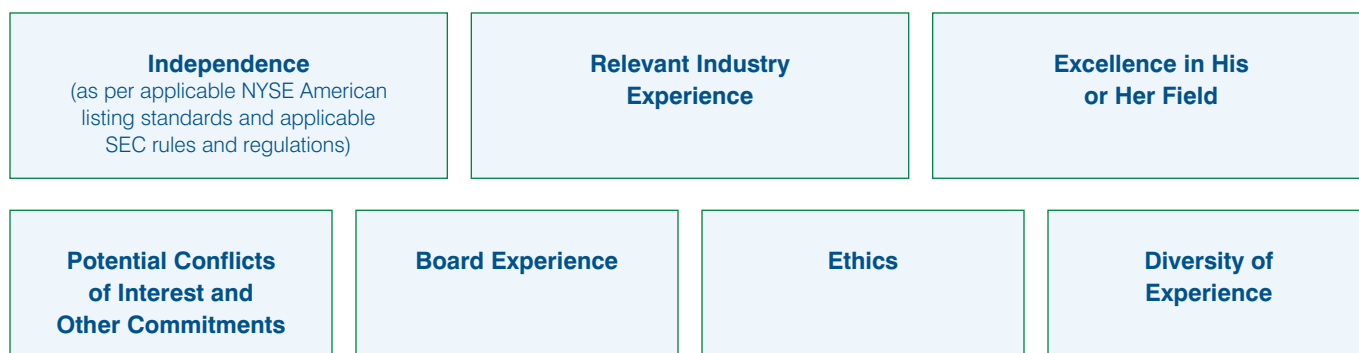 Independence
(as per applicable NYSE American
listing standards and applicable
SEC rules and regulations)
Relevant Industry
Experience
Excellence in His
or Her Field
Potential Conflicts
of Interest and
Other Commitments
Board Experience
Ethics
Diversity of
Experience